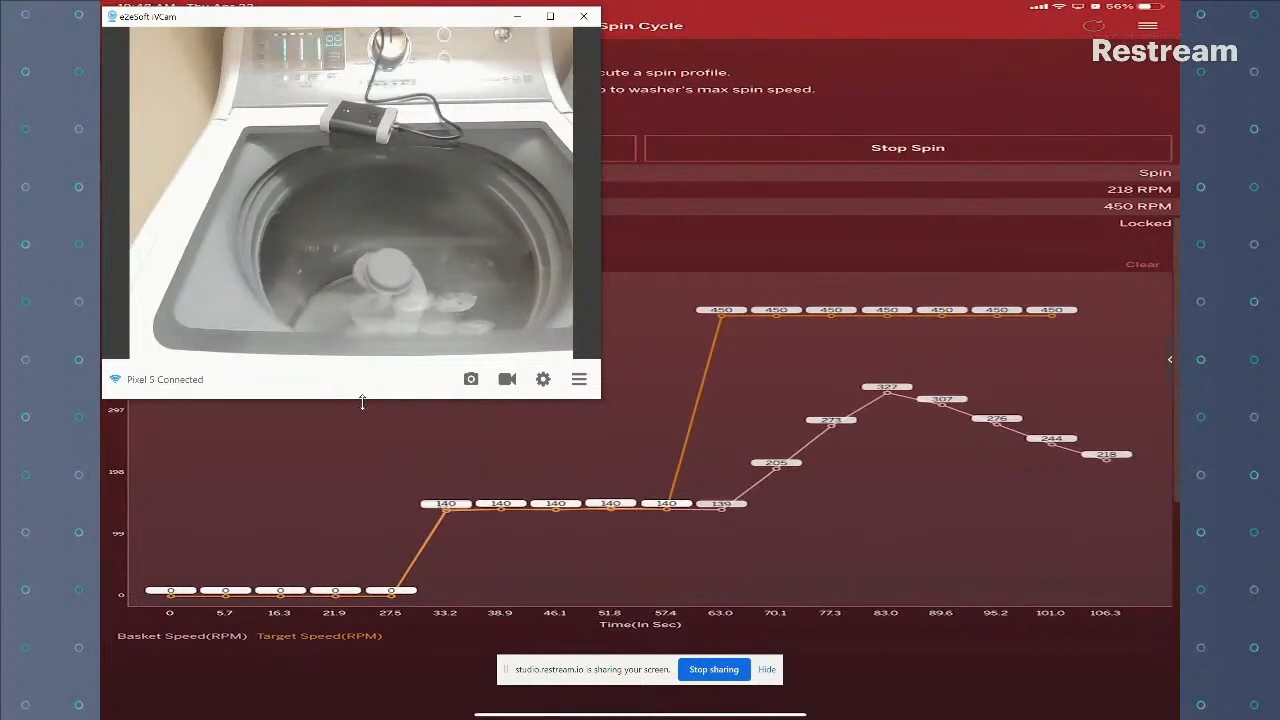 eZeSoft iVCam
Spin Cycle
56%
Restream
cute a spin profile.
to washer's max spin speed.
Stop Spin
Spin
218 RPM
450 RPM
Locked
Clear
Pixel 5 Connected
450 450 450 450 450 450 450
327
307
297
273
276
244
218
205
198
140 140 140 140 140 139
99
0 0 0 0 0
0
0 5.7 16.3 21.9 27.5 33.2 38.9 46.1 51.8 57.4 63.0 70.1 77.3 83.0 89.6 95.2 101.0 106.3
Time(In Sec)
Basket Speed(RPM) Target Speed(RPM)
studio.restream.io is sharing your screen. Stop sharing Hide